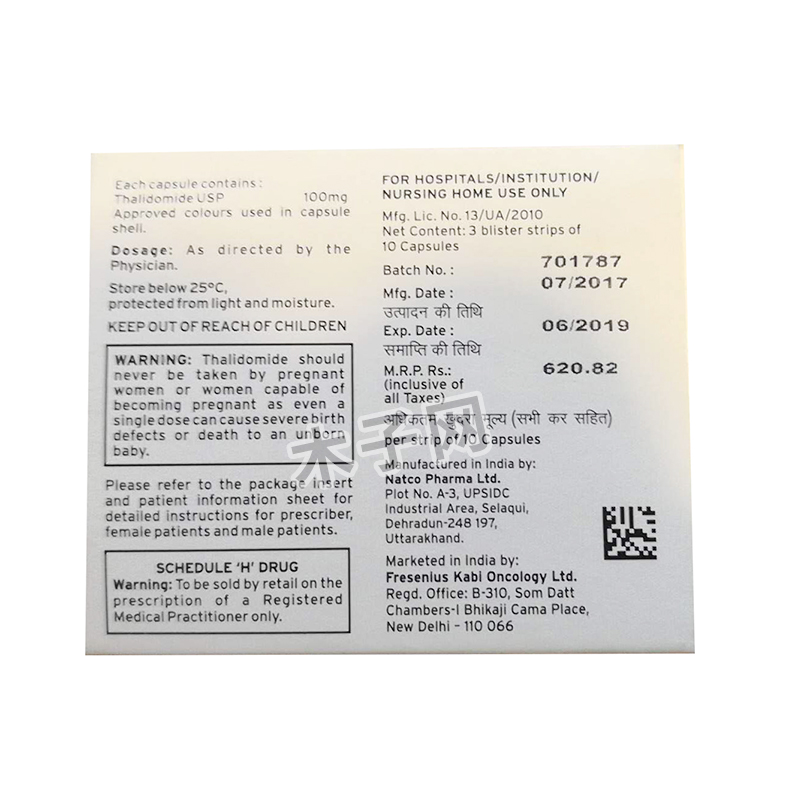 Each capsule contains :
Thalidomide USP 100mg
Approved colours used in capsule
shell.
Dosage: As directed by the
Physician.
Store below 25°C,
protected from light and moisture.
KEEP OUT OF REACH OF CHILDREN
WARNING: Thalidomide should
never be taken by pregnant
women or women capable of
becoming pregnant as even a
single dose can cause severe birth
defects or death to an unborn
baby.
Please refer to the package insert
and patient information sheet for
detailed instructions for prescriber,
female patients and male patients.
SCHEDULE 'H' DRUG
Warning: To be sold by retail on the
prescription of a Registered
Medical Practitioner only.
FOR HOSPITALS/INSTITUTION/
NURSING HOME USE ONLY
Mfg. Lic. No. 13/UA/2010
Net Content: 3 blister strips of
10 Capsules
Batch No. : 701787
Mfg. Date : 07/2017
उत्पादन की तिथि
Exp. Date : 06/2019
समाप्ति की तिथि
M.R.P. Rs.: 620.82
(inclusive of
all Taxes)
अधिकतम खुदरा मूल्य (सभी कर सहित)
per strip of 10 Capsules
Manufactured in India by:
Natco Pharma Ltd.
Plot No. A-3, UPSIDC
Industrial Area, Selaqui,
Dehradun-248 197,
Uttarakhand.
Marketed in India by:
Fresenius Kabi Oncology Ltd.
Regd. Office: B-310, Som Datt
Chambers-I Bhikaji Cama Place,
New Delhi - 110 066
木子网